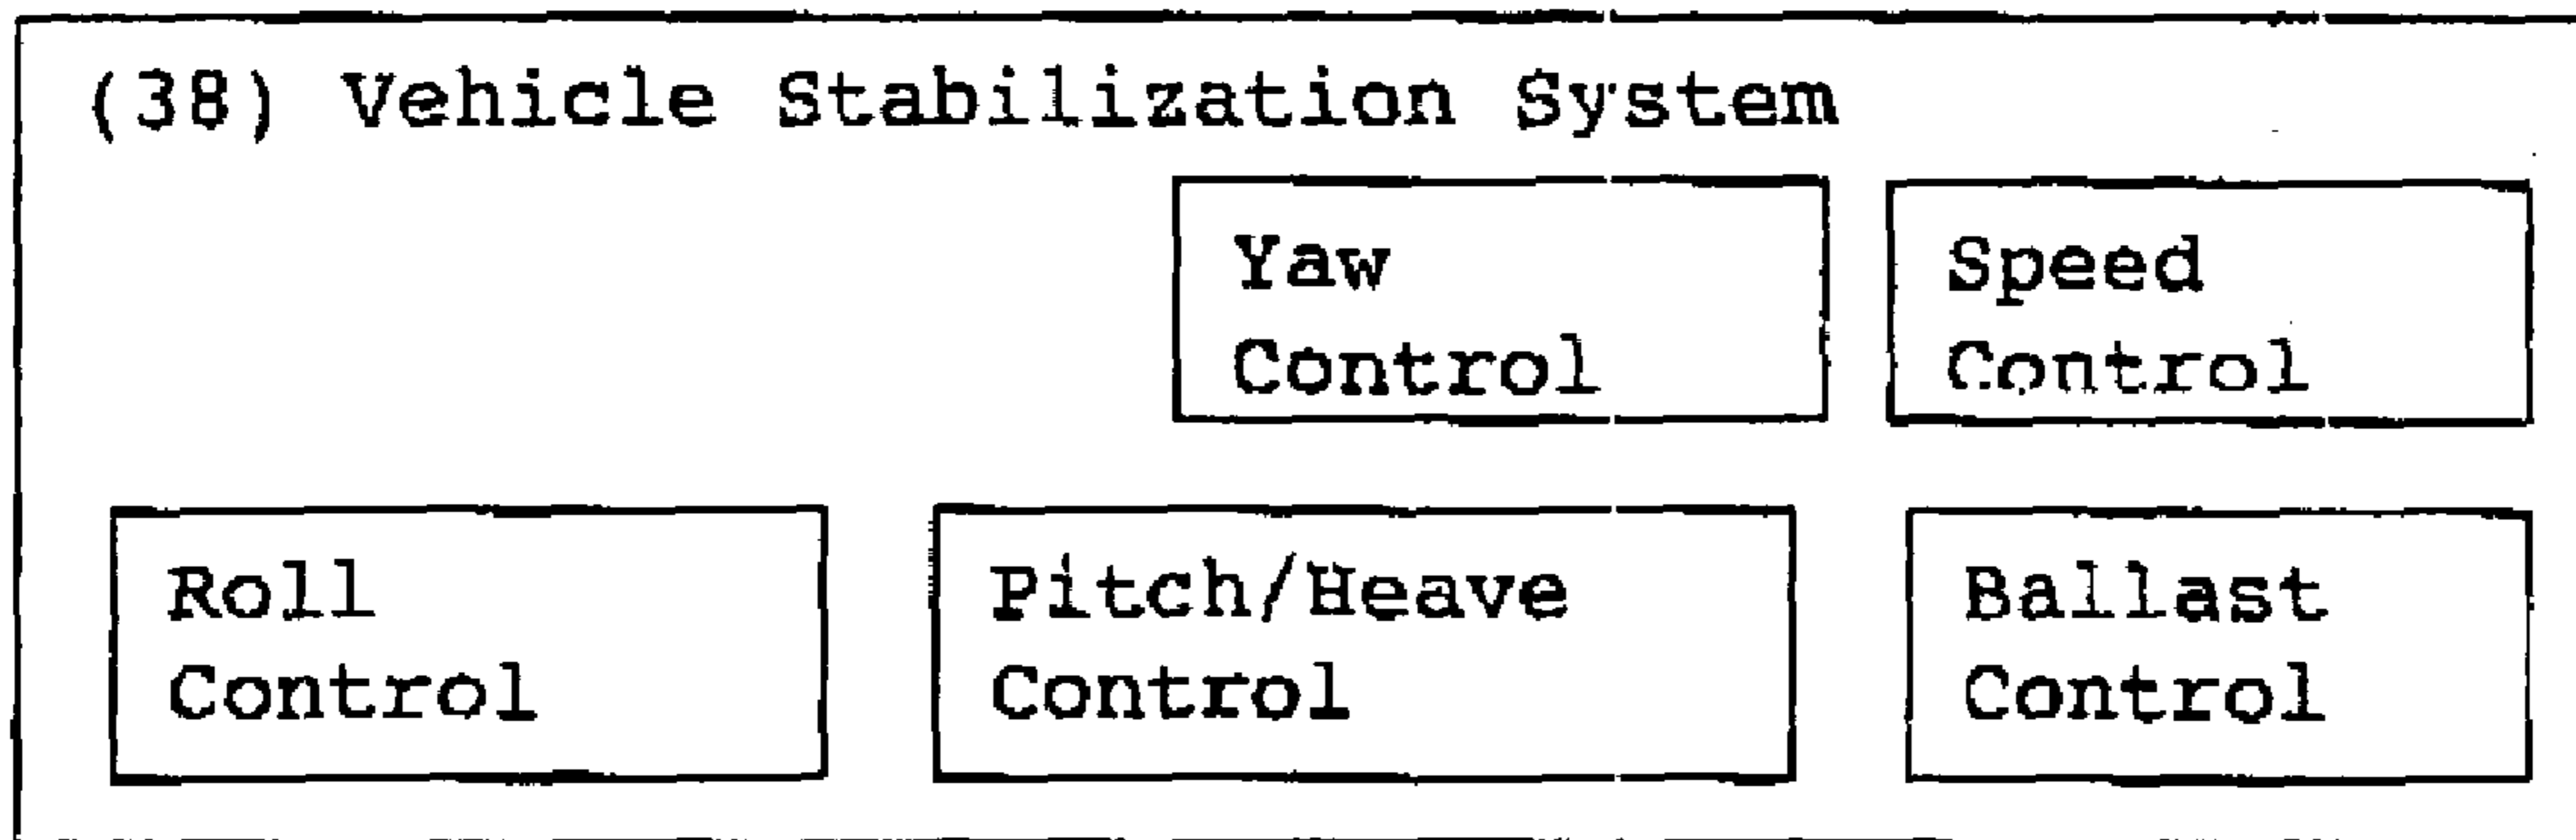 (38) Vehicle Stabilization System
Yaw
Control
Speed
Control
Roll
Control
Pitch/Heave
Control
Ballast
Control